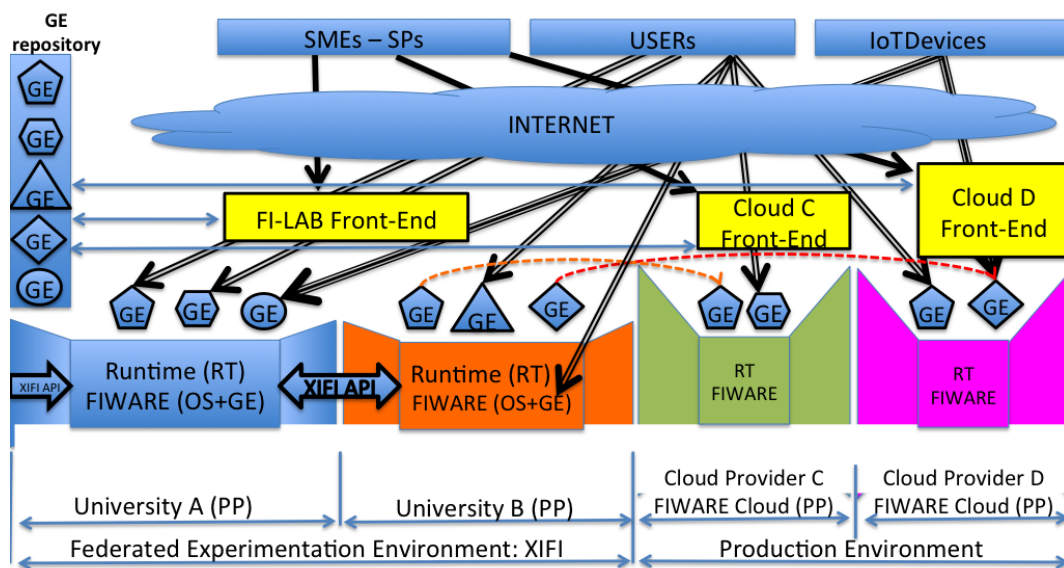 GE
repository
SMEs – SPs
USERs
IoTDevices
GE
GE
GE
GE
GE
INTERNET
FI-LAB Front-End
Cloud C
Front-End
Cloud D
Front-End
GE
GE
GE
GE
GE
GE
GE
GE
GE
GE
XIFI API
Runtime (RT)
FIWARE (OS+GE)
XIFI API
Runtime (RT)
FIWARE (OS+GE)
RT
FIWARE
RT
FIWARE
University A (PP)
University B (PP)
Cloud Provider C
FIWARE Cloud (PP)
Cloud Provider D
FIWARE Cloud (PP)
Federated Experimentation Environment: XIFI
Production Environment